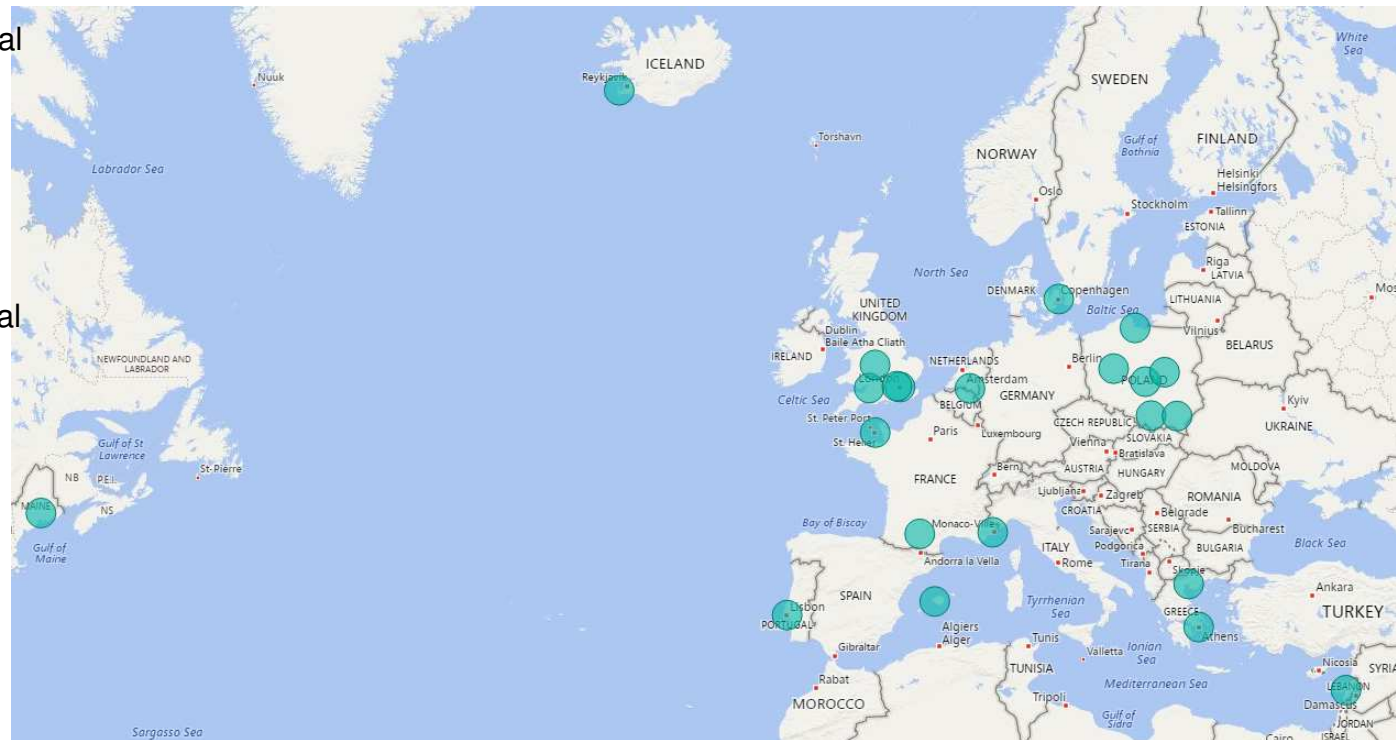 al
al
Nuuk
Labrador Sea
NEWFOUNDLAND AND
LABRADOR
Gulf of St
Lawrence
NB
P.E.I.
NS
St-Pierre
MAINE
Gulf of
Maine
Sargasso Sea
Reykjavik
ICELAND
Torshavn
NORWAY
Oslo
SWEDEN
Stockholm
Gulf of
Bothnia
FINLAND
Helsinki
Helsingfors
Tallinn
ESTONIA
White
Sea
Riga
LATVIA
LITHUANIA
Vilnius
BELARUS
Mos
North Sea
DENMARK
Copenhagen
Baltic Sea
UNITED
KINGDOM
Dublin
Baile Atha Cliath
IRELAND
London
Celtic Sea
NETHERLANDS
Amsterdam
BELGIUM
GERMANY
Berlin
POLAND
Luxembourg
St. Peter Port
St. Helier
Paris
FRANCE
CZECH REPUBLIC
SLOVAKIA
Vienna
Bratislava
AUSTRIA
HUNGARY
Bern
Kyiv
UKRAINE
MOLDOVA
ROMANIA
Bucharest
Ljubljana
Zagreb
CROATIA
Belgrade
SERBIA
Sarajevo
Podgorica
BULGARIA
Skopje
Tirana
Black Sea
Bay of Biscay
Monaco-Ville
Andorra la Vella
ITALY
Rome
SPAIN
Lisbon
PORTUGAL
Gibraltar
Algiers
Alger
Tyrrhenian
Sea
Tunis
TUNISIA
Valletta
Ionian
Sea
GREECE
Athens
Ankara
TURKEY
Rabat
MOROCCO
Tripoli
Gulf of
Sidra
Mediterranean Sea
Nicosia
LEBANON
SYRIA
Damascus
JORDAN
ISRAEL
Cairo